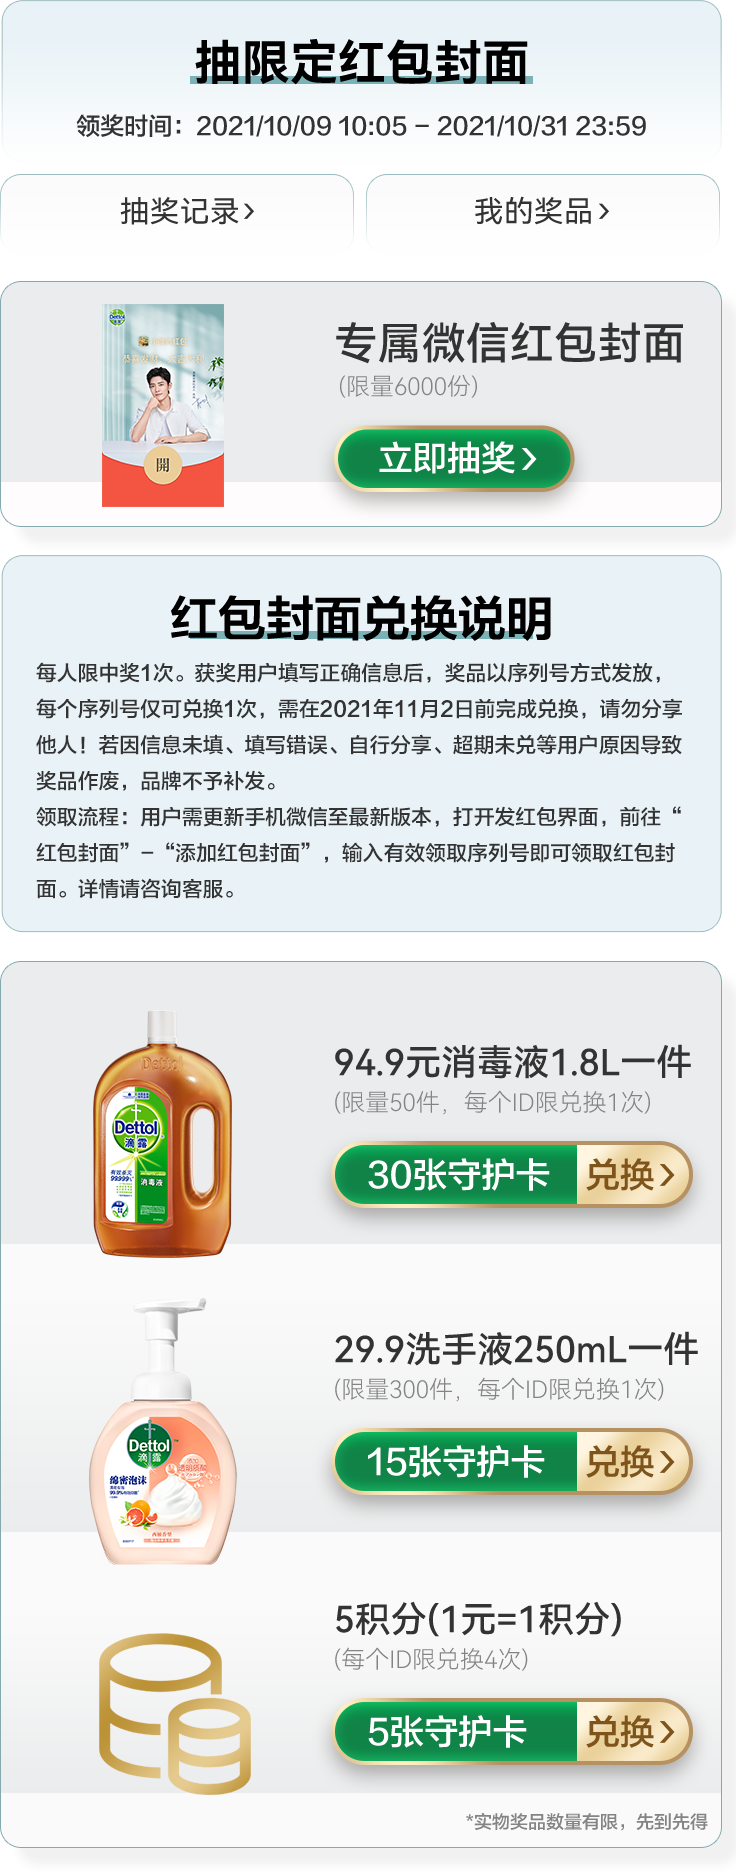 抽限定红包封面
领奖时间：2021/10/09 10:05 – 2021/10/31 23:59
抽奖记录›
我的奖品›
Dettol
開
专属微信红包封面
(限量6000份)
立即抽奖›
红包封面兑换说明
每人限中奖1次。获奖用户填写正确信息后，奖品以序列号方式发放，
每个序列号仅可兑换1次，需在2021年11月2日前完成兑换，请勿分享
他人！若因信息未填、填写错误、自行分享、超期未兑等用户原因导致
奖品作废，品牌不予补发。
领取流程：用户需更新手机微信至最新版本，打开发红包界面，前往“
红包封面”–“添加红包封面”，输入有效领取序列号即可领取红包封
面。详情请咨询客服。
Dettol
Dettol
滴露
消毒液
94.9元消毒液1.8L一件
(限量50件，每个ID限兑换1次)
30张守护卡
兑换›
Dettol
滴露
绵密泡沫
29.9洗手液250mL一件
(限量300件，每个ID限兑换1次)
15张守护卡
兑换›
5积分(1元=1积分)
(每个ID限兑换4次)
5张守护卡
兑换›
*实物奖品数量有限，先到先得